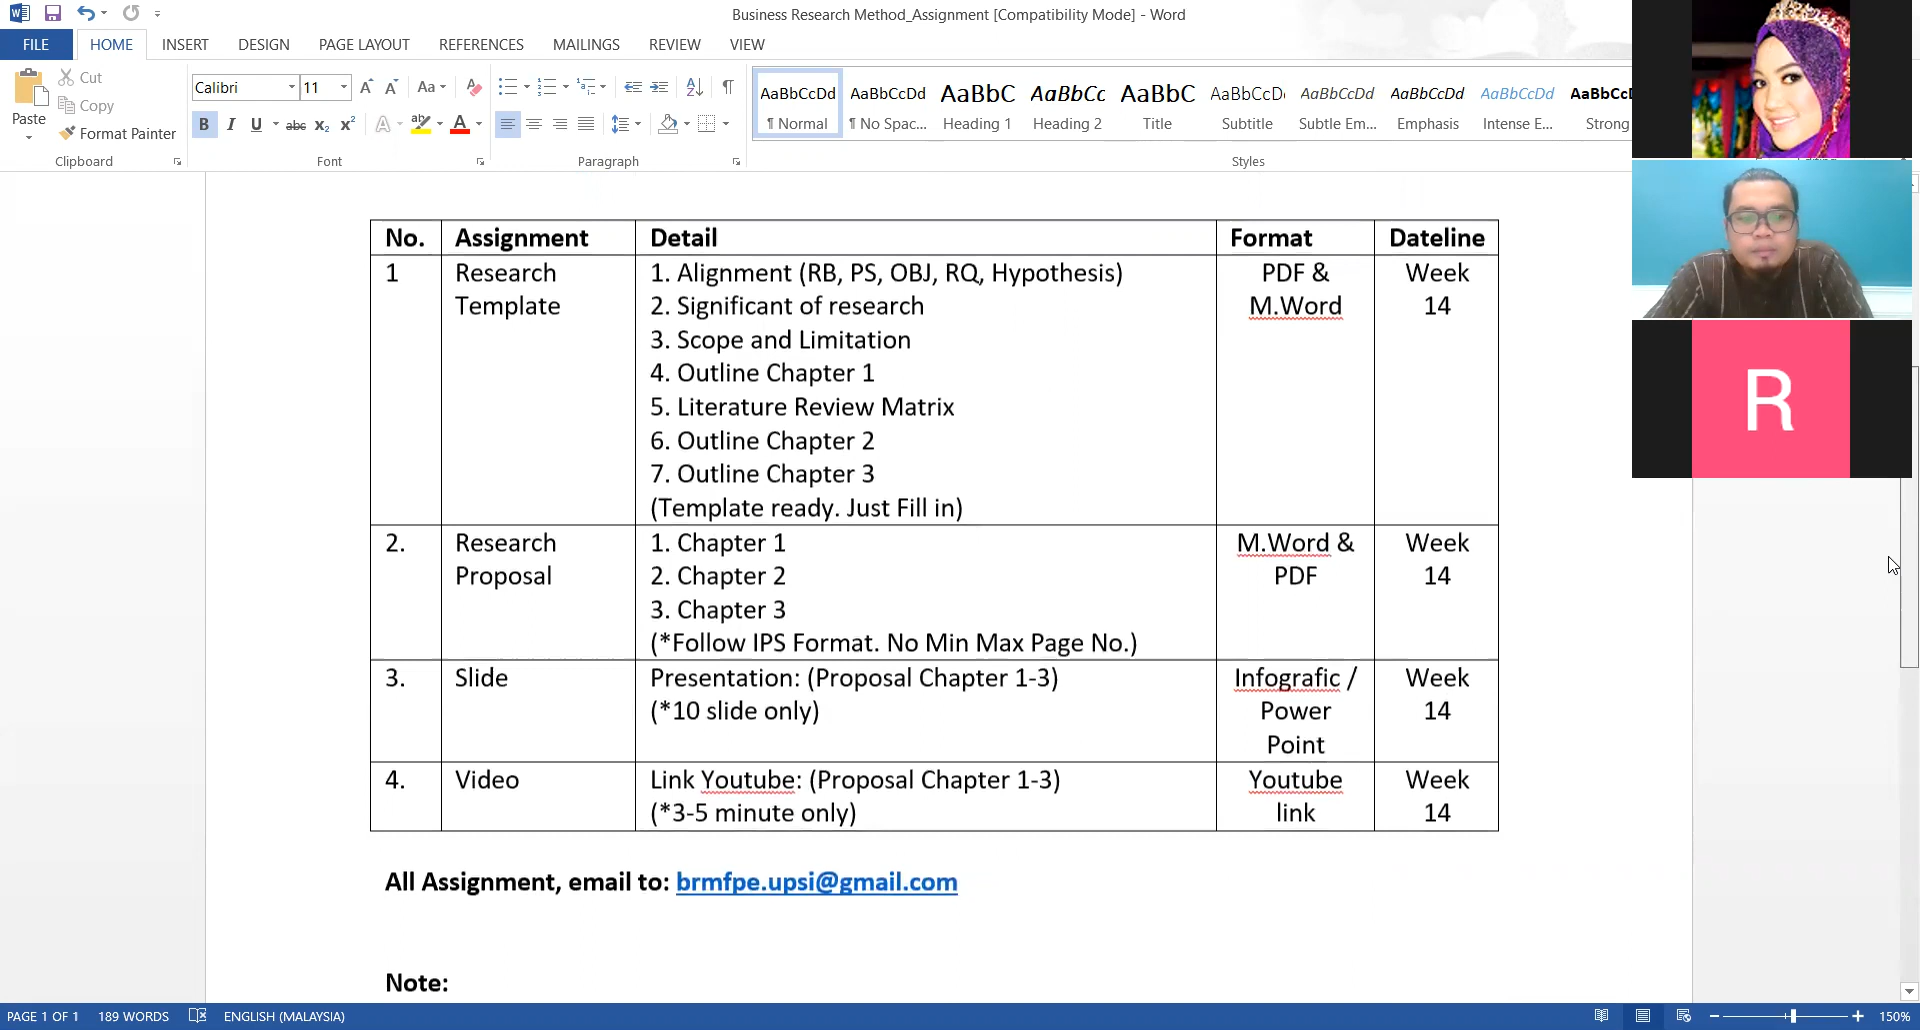 Business Research Method_Assignment [Compatibility Mode] - Word
FILE HOME INSERT DESIGN PAGE LAYOUT REFERENCES MAILINGS REVIEW VIEW
Paste
Cut
Copy
Format Painter
Clipboard
Calibri 11
Font
Paragraph
AaBbCcDd AaBbCcDd AaBbC AaBbCc AaBbC AaBbCcD AaBbCcDd AaBbCcDd AaBbCcDd AaBbCcD
¶ Normal ¶ No Spac... Heading 1 Heading 2 Title Subtitle Subtle Em... Emphasis Intense E... Strong
Styles
R
No. Assignment Detail Format Dateline
1 Research Template
1. Alignment (RB, PS, OBJ, RQ, Hypothesis)
2. Significant of research
3. Scope and Limitation
4. Outline Chapter 1
5. Literature Review Matrix
6. Outline Chapter 2
7. Outline Chapter 3
(Template ready. Just Fill in)
PDF &
M.Word
Week
14
2. Research Proposal
1. Chapter 1
2. Chapter 2
3. Chapter 3
(*Follow IPS Format. No Min Max Page No.)
M.Word &
PDF
Week
14
3. Slide
Presentation: (Proposal Chapter 1-3)
(*10 slide only)
Infografic /
Power
Point
Week
14
4. Video
Link Youtube: (Proposal Chapter 1-3)
(*3-5 minute only)
Youtube
link
Week
14
All Assignment, email to: brmfpe.upsi@gmail.com
Note:
PAGE 1 OF 1 189 WORDS ENGLISH (MALAYSIA) 150%